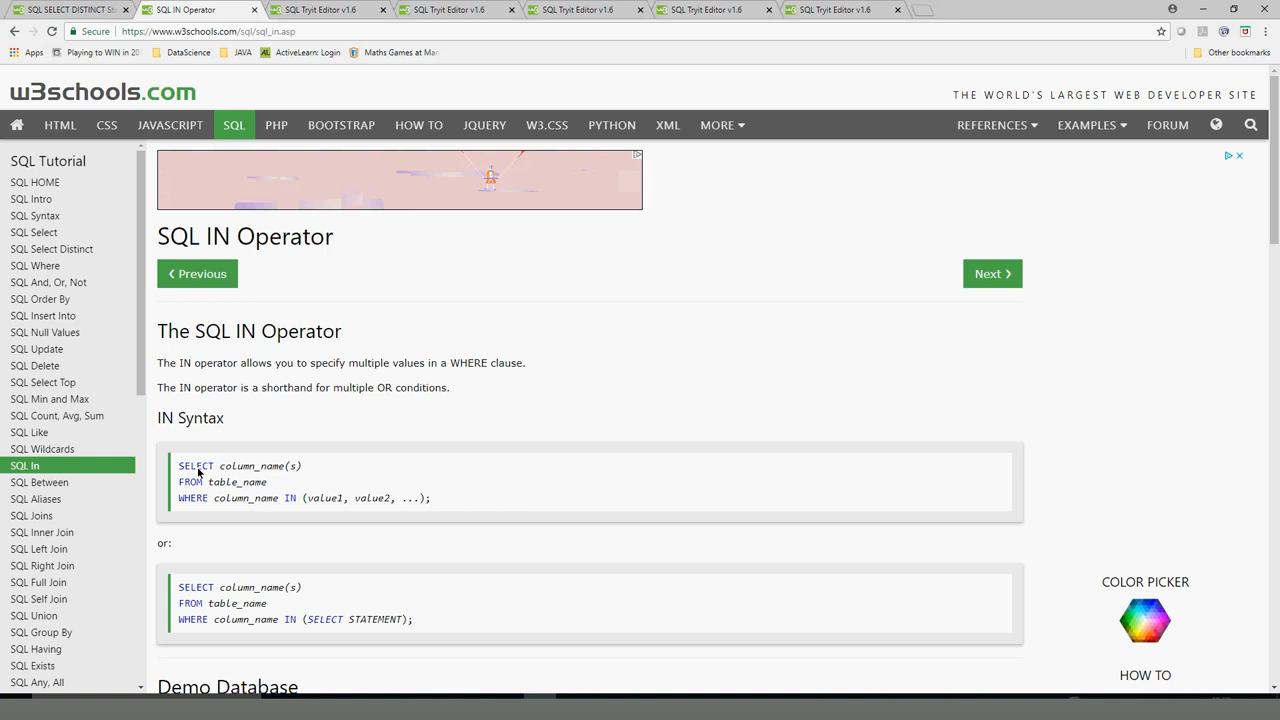 SQL SELECT DISTINCT St
SQL IN Operator
SQL Tryit Editor v1.6
SQL Tryit Editor v1.6
SQL Tryit Editor v1.6
SQL Tryit Editor v1.6
SQL Tryit Editor v1.6
Secure
https://www.w3schools.com/sql/sql_in.asp
Apps
Playing to WIN in 20
DataScience
JAVA
ActiveLearn: Login
Maths Games at Mar
Other bookmarks
w3schools.com
THE WORLD'S LARGEST WEB DEVELOPER SITE
HTML CSS JAVASCRIPT SQL PHP BOOTSTRAP HOW TO JQUERY W3.CSS PYTHON XML MORE REFERENCES EXAMPLES FORUM
SQL Tutorial
SQL HOME
SQL Intro
SQL Syntax
SQL Select
SQL Select Distinct
SQL Where
SQL And, Or, Not
SQL Order By
SQL Insert Into
SQL Null Values
SQL Update
SQL Delete
SQL Select Top
SQL Min and Max
SQL Count, Avg, Sum
SQL Like
SQL Wildcards
SQL In
SQL Between
SQL Aliases
SQL Joins
SQL Inner Join
SQL Left Join
SQL Right Join
SQL Full Join
SQL Self Join
SQL Union
SQL Group By
SQL Having
SQL Exists
SQL Any, All
SQL IN Operator
❮ Previous
Next ❯
The SQL IN Operator
The IN operator allows you to specify multiple values in a WHERE clause.
The IN operator is a shorthand for multiple OR conditions.
IN Syntax
SELECT column_name(s)
FROM table_name
WHERE column_name IN (value1, value2, ...);
or:
SELECT column_name(s)
FROM table_name
WHERE column_name IN (SELECT STATEMENT);
Demo Database
COLOR PICKER
HOW TO